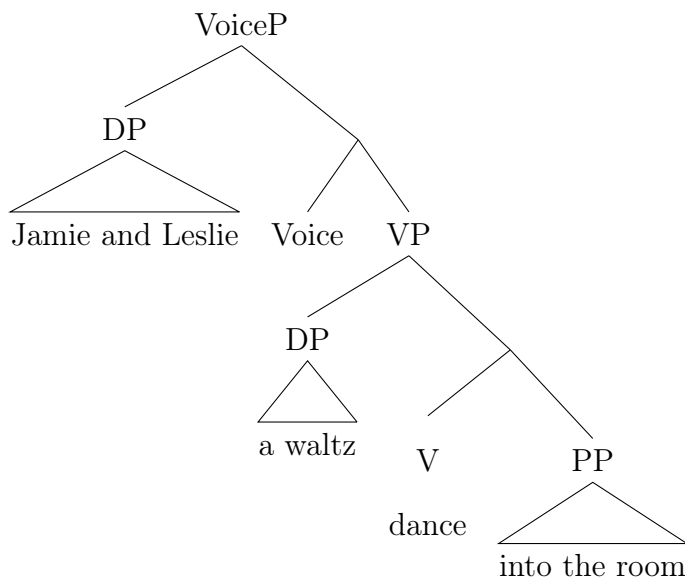 VoiceP
DP
Jamie and Leslie Voice VP
DP
a waltz
V PP
dance
into the room